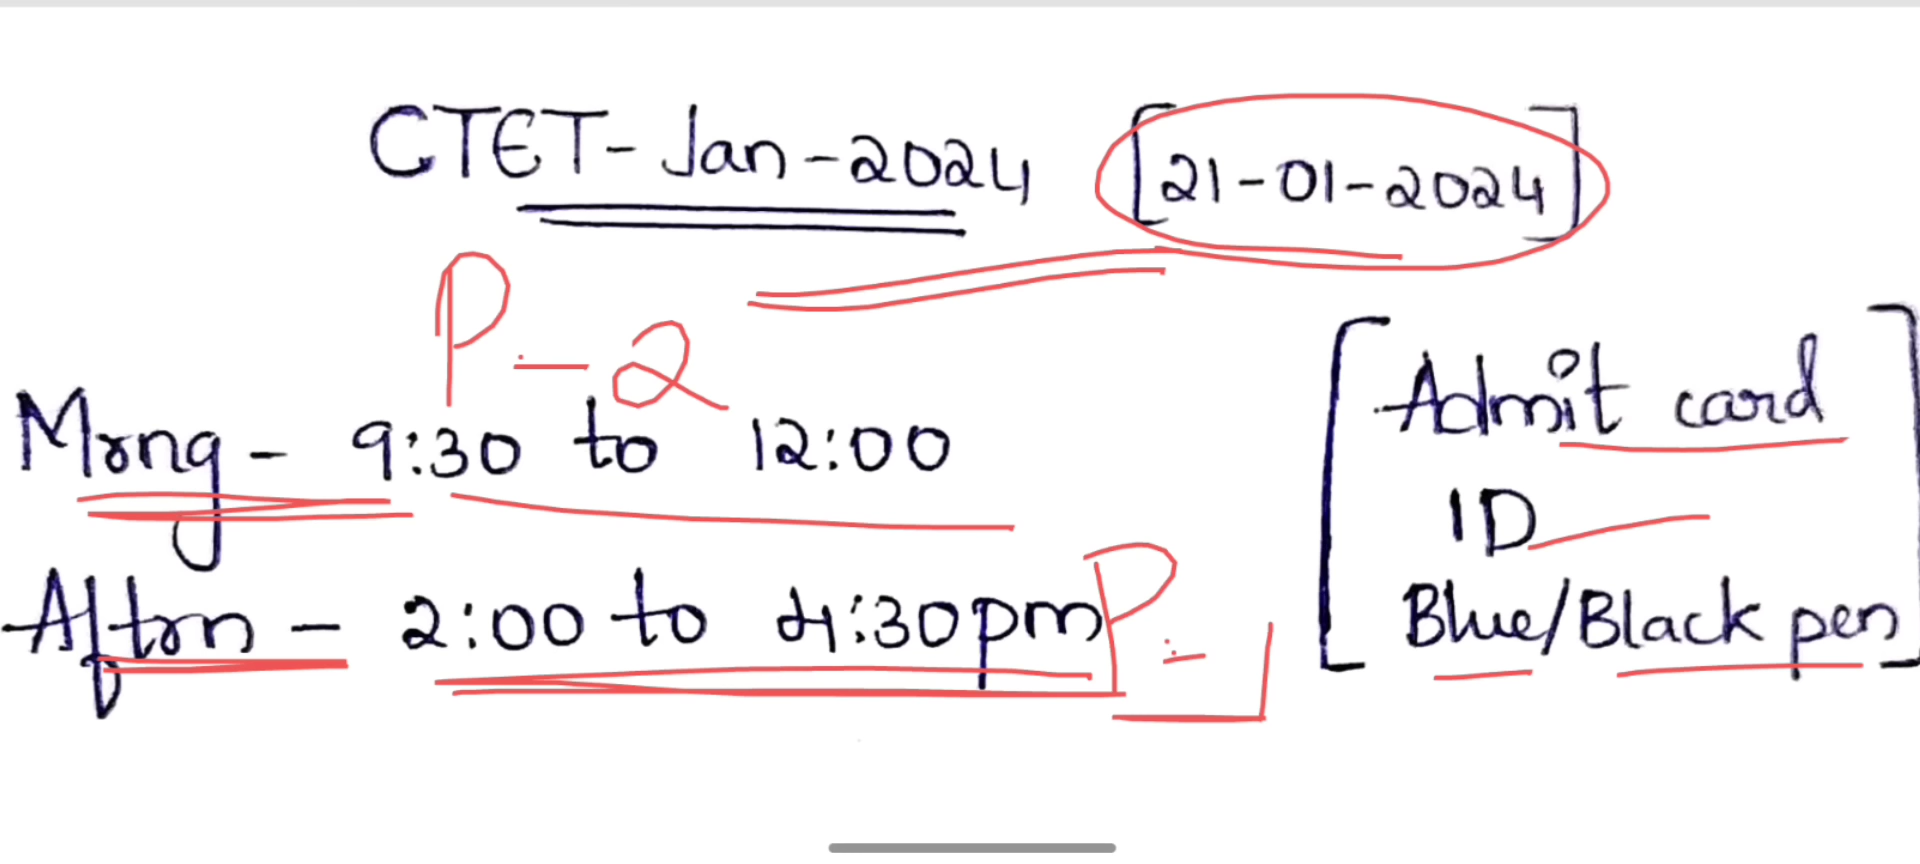 CTET-Jan-2024 [21-01-2024]
P-2
Mrng - 9:30 to 12:00
Aftrn - 2:00 to 4:30pm P-1
[Admit card
ID
Blue/Black pen]